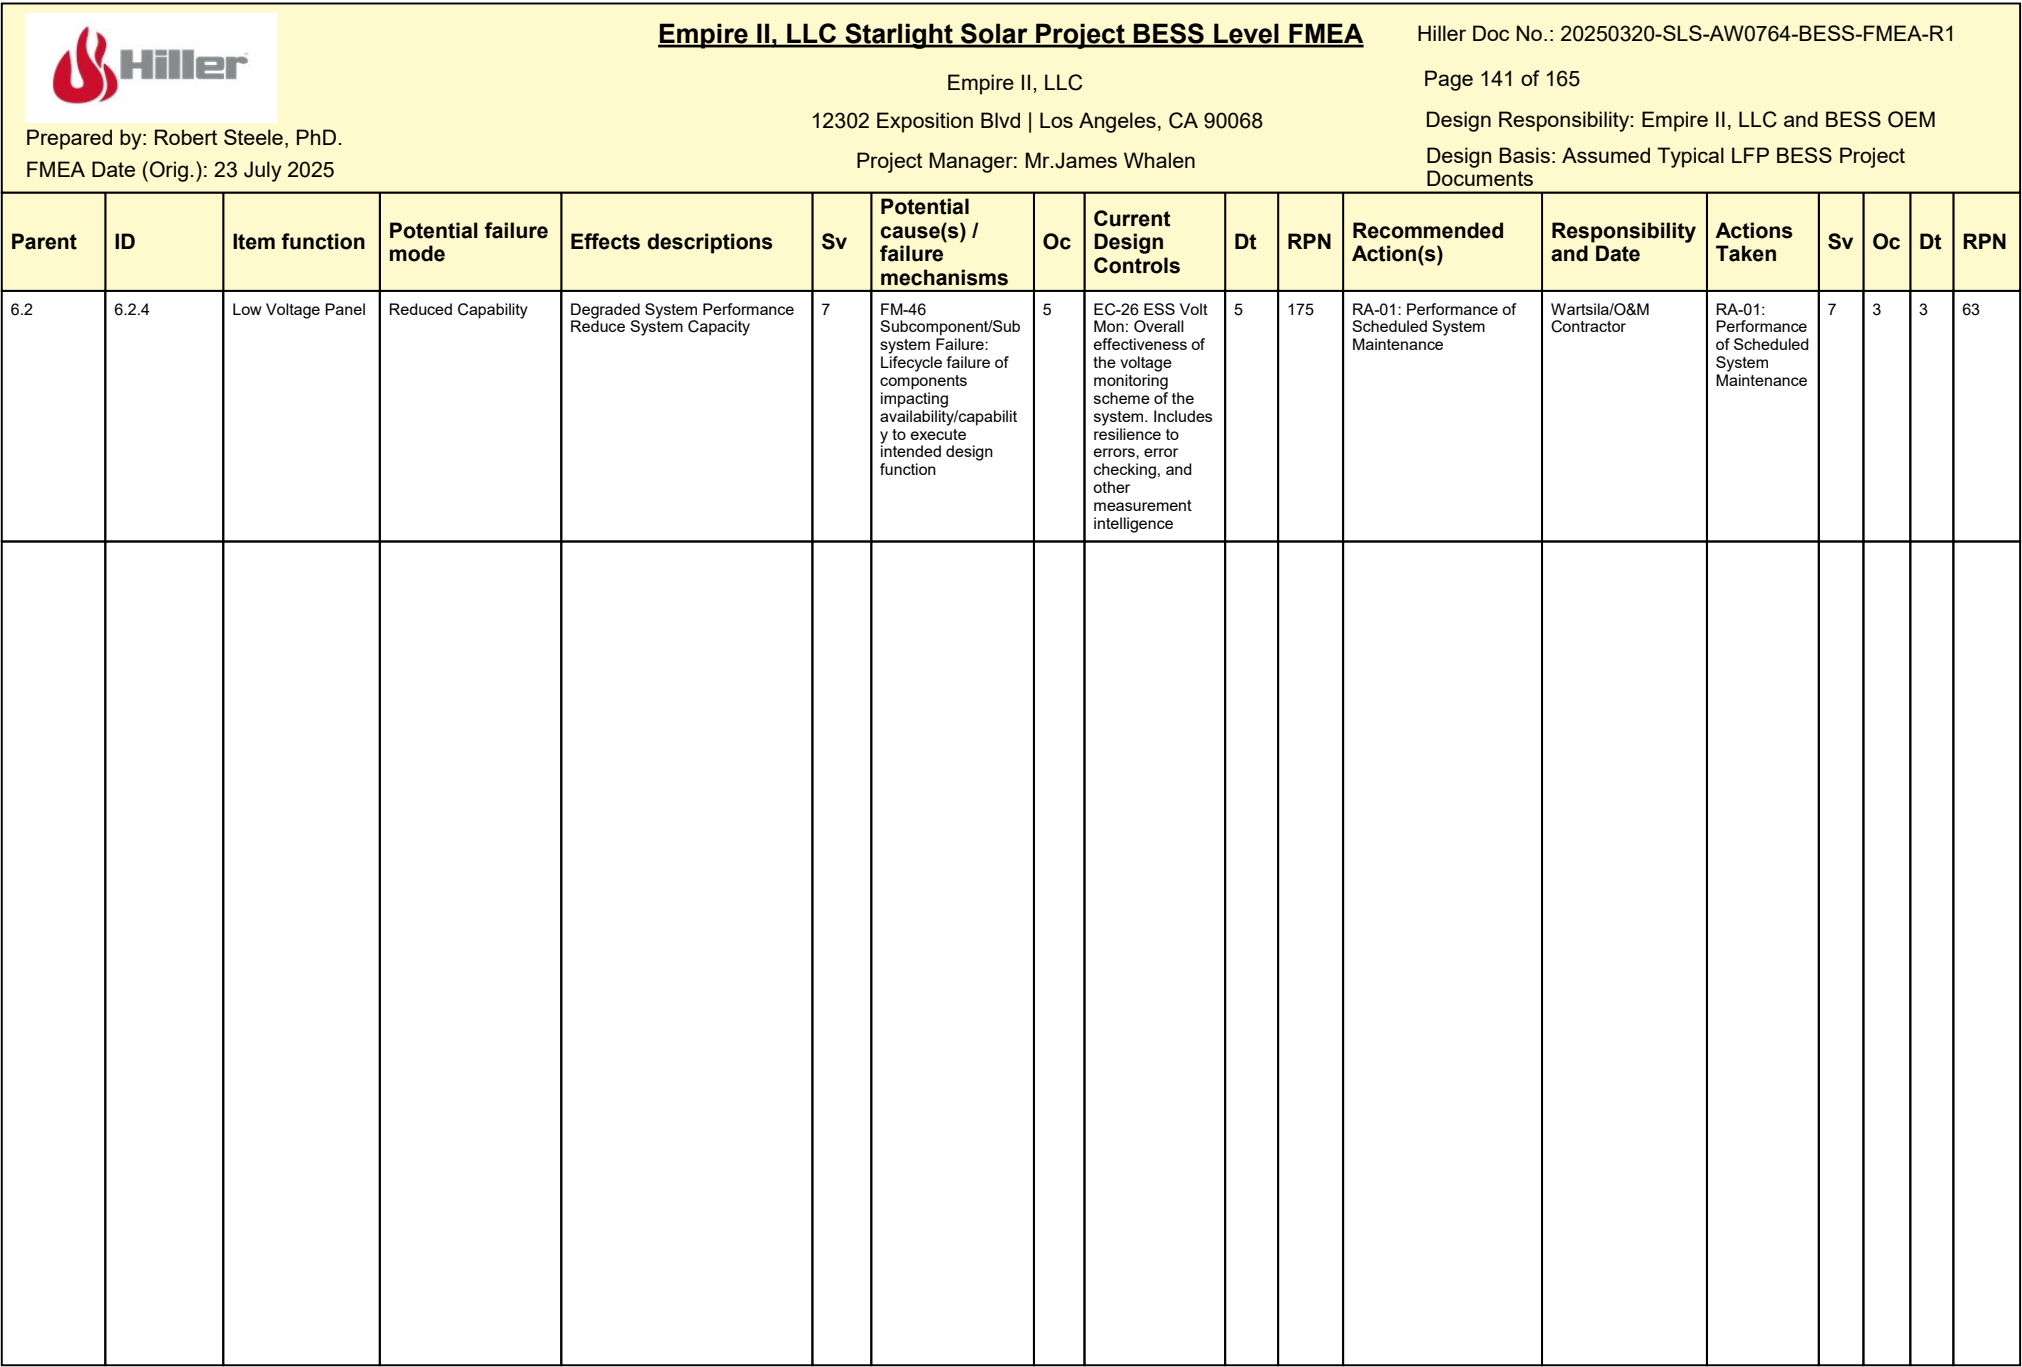 Hiller
Prepared by: Robert Steele, PhD.
FMEA Date (Orig.): 23 July 2025
Empire II, LLC Starlight Solar Project BESS Level FMEA
Empire II, LLC
12302 Exposition Blvd | Los Angeles, CA 90068
Project Manager: Mr.James Whalen
Hiller Doc No.: 20250320-SLS-AW0764-BESS-FMEA-R1
Page 141 of 165
Design Responsibility: Empire II, LLC and BESS OEM
Design Basis: Assumed Typical LFP BESS Project
Documents
Parent
ID
Item function
Potential failure
mode
Effects descriptions
Sv
Potential
cause(s) /
failure
mechanisms
Oc
Current
Design
Controls
Dt
RPN
Recommended
Action(s)
Responsibility
and Date
Actions
Taken
Sv
Oc
Dt
RPN
6.2
6.2.4
Low Voltage Panel
Reduced Capability
Degraded System Performance
Reduce System Capacity
7
FM-46
Subcomponent/Sub
system Failure:
Lifecycle failure of
components
impacting
availability/capabilit
y to execute
intended design
function
5
EC-26 ESS Volt
Mon: Overall
effectiveness of
the voltage
monitoring
scheme of the
system. Includes
resilience to
errors, error
checking, and
other
measurement
intelligence
5
175
RA-01: Performance of
Scheduled System
Maintenance
Wartsila/O&M
Contractor
RA-01:
Performance
of Scheduled
System
Maintenance
7
3
3
63